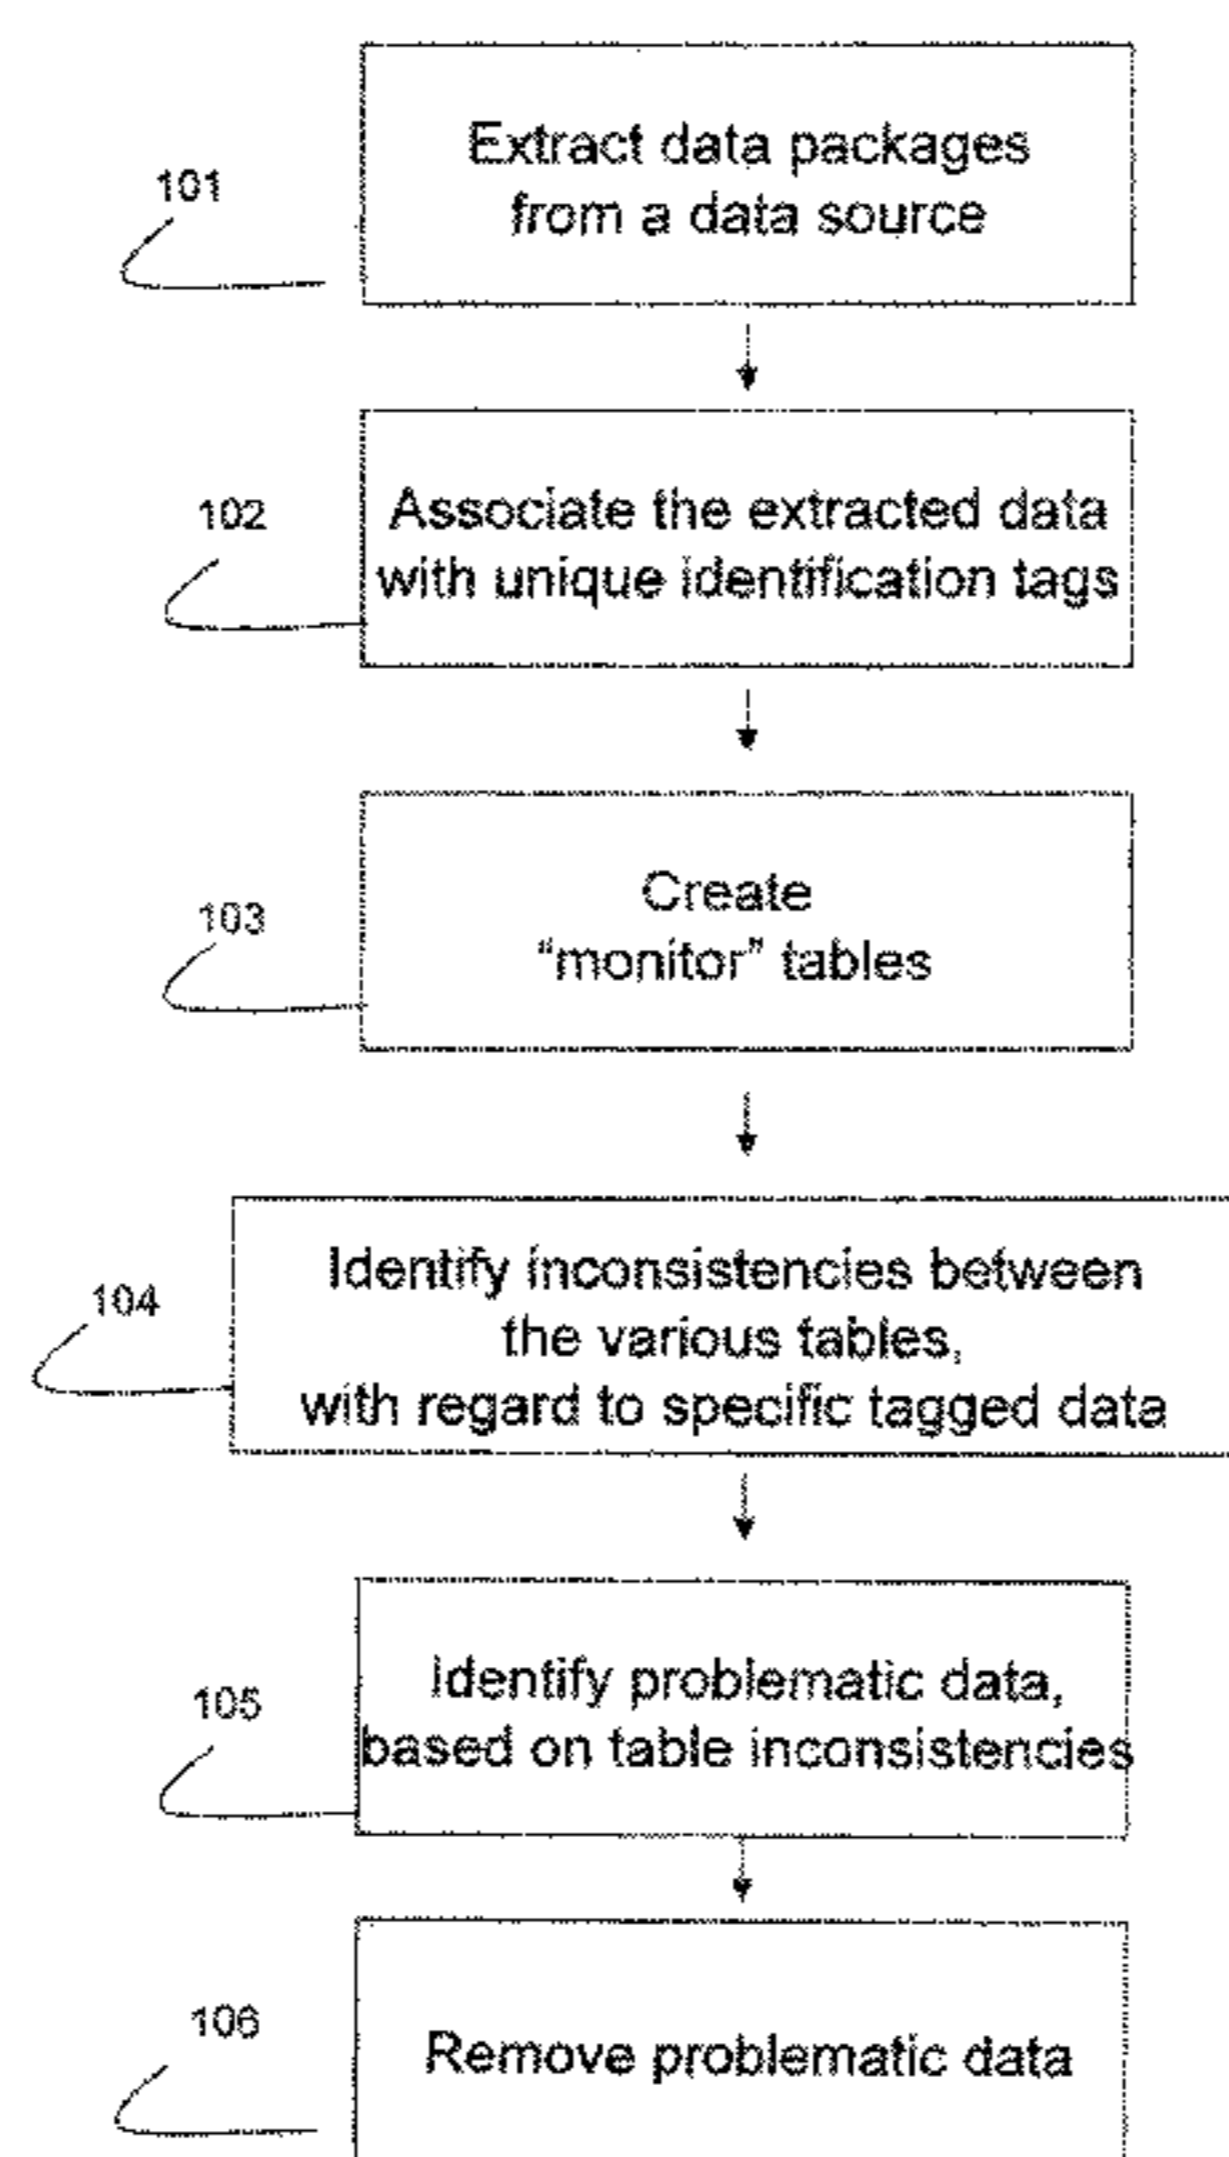 Extract data packages
from a data source
101
Associate the extracted data
with unique identification tags
102
Create
“monitor” tables
103
Identify inconsistencies between
the various tables,
with regard to specific tagged data
104
Identify problematic data,
based on table inconsistencies
105
Remove problematic data
106